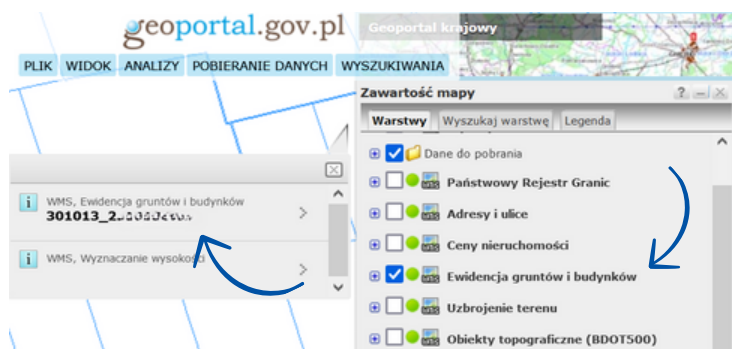 geoportal.gov.pl
Geoportal krajowy
PLIK WIDOK ANALIZY POBIERANIE DANYCH WYSZUKIWANIA
Zawartość mapy
Warstwy Wyszukaj warstwę Legenda
Dane do pobrania
Państwowy Rejestr Granic
Adresy i ulice
Ceny nieruchomości
Ewidencja gruntów i budynków
Uzbrojenie terenu
Obiekty topograficzne (BDOT500)
WMS, Ewidencja gruntów i budynków
301013_2.
WMS, Wyznaczanie wysokości